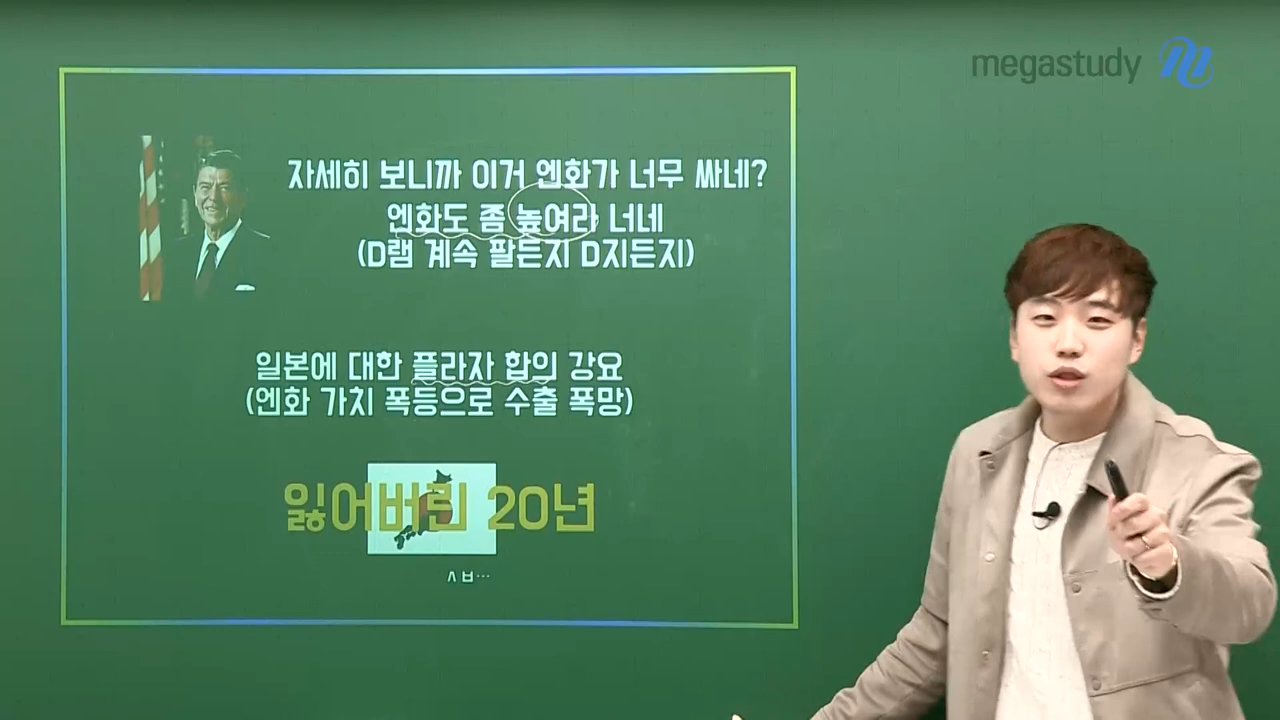 megastudy
자세히 보니까 이거 엔화가 너무 싸네?
엔화도 좀 높여라 너네
(D램 계속 팔든지 D지든지)
일본에 대한 플라자 합의 강요
(엔화 가치 폭등으로 수출 폭망)
잃어버린 20년
ㅅㅂ…